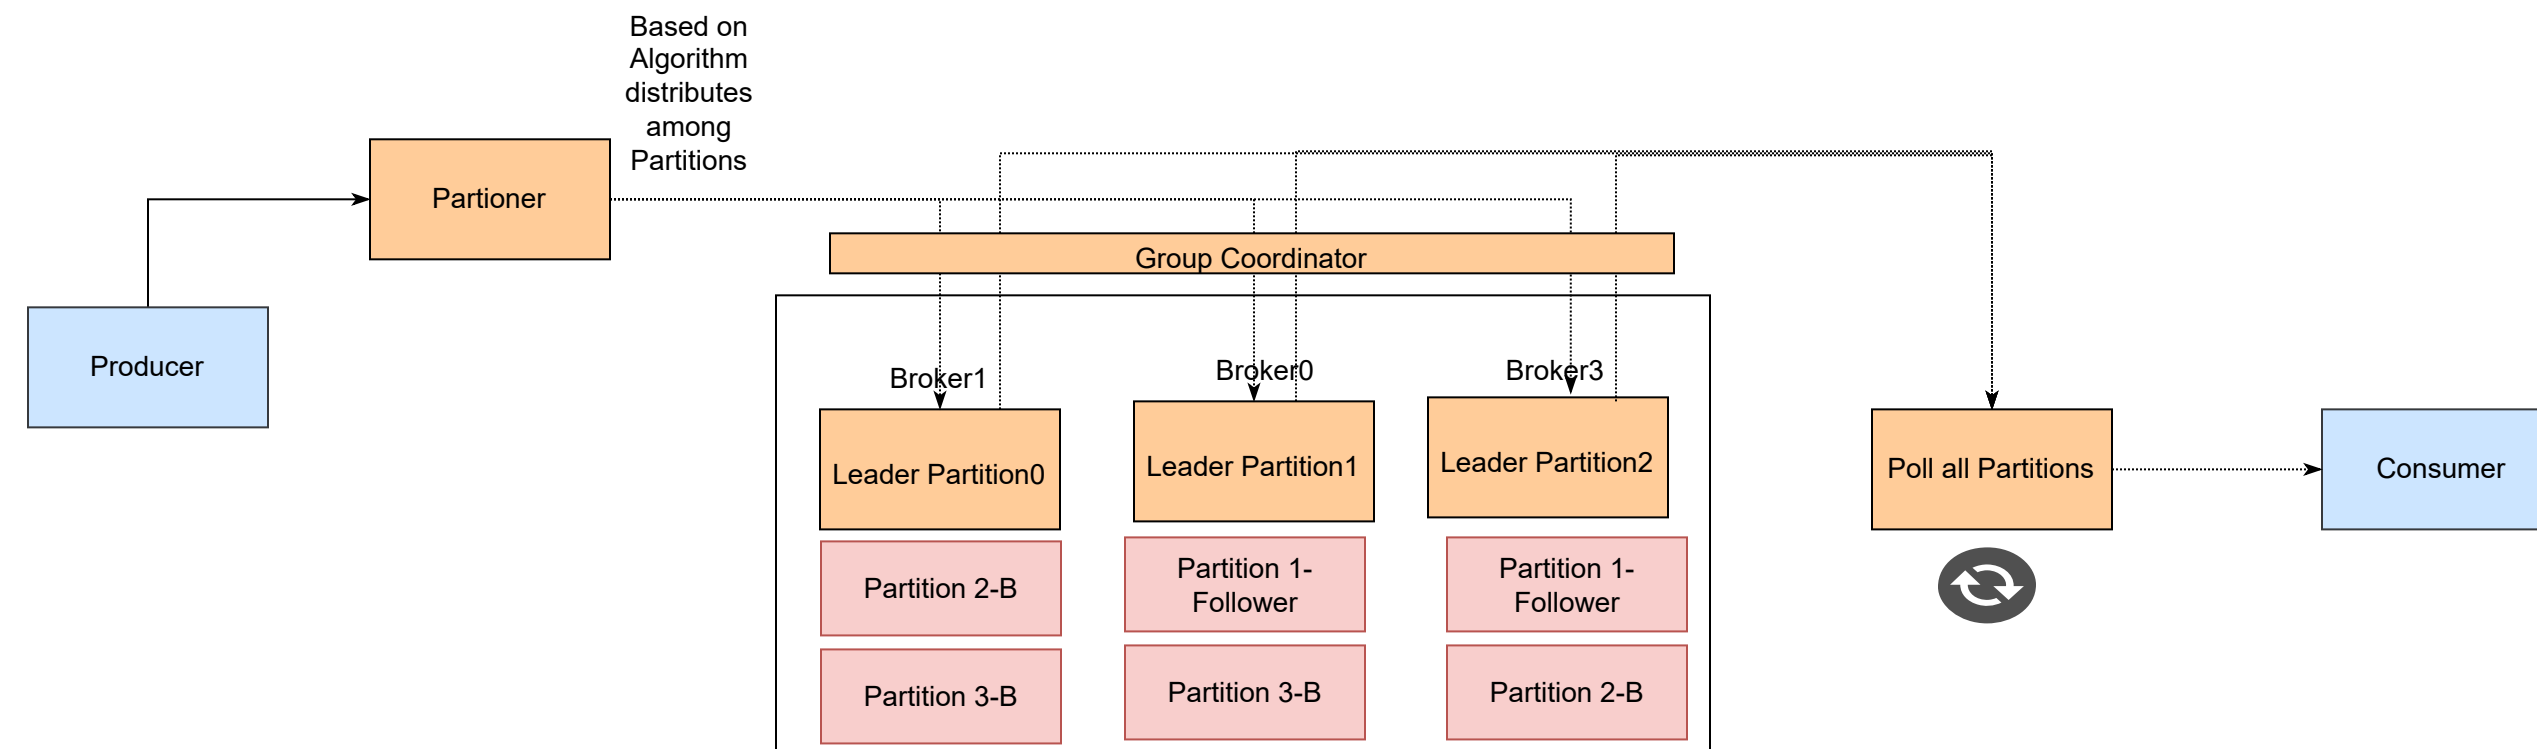 Based on
Algorithm
distributes
among
Partitions
Partioner
Group Coordinator
Producer
Broker1
Broker0
Broker3
Leader Partition0
Leader Partition1
Leader Partition2
Poll all Partitions
Consumer
Partition 2-B
Partition 1-
Follower
Partition 1-
Follower
Partition 3-B
Partition 3-B
Partition 2-B